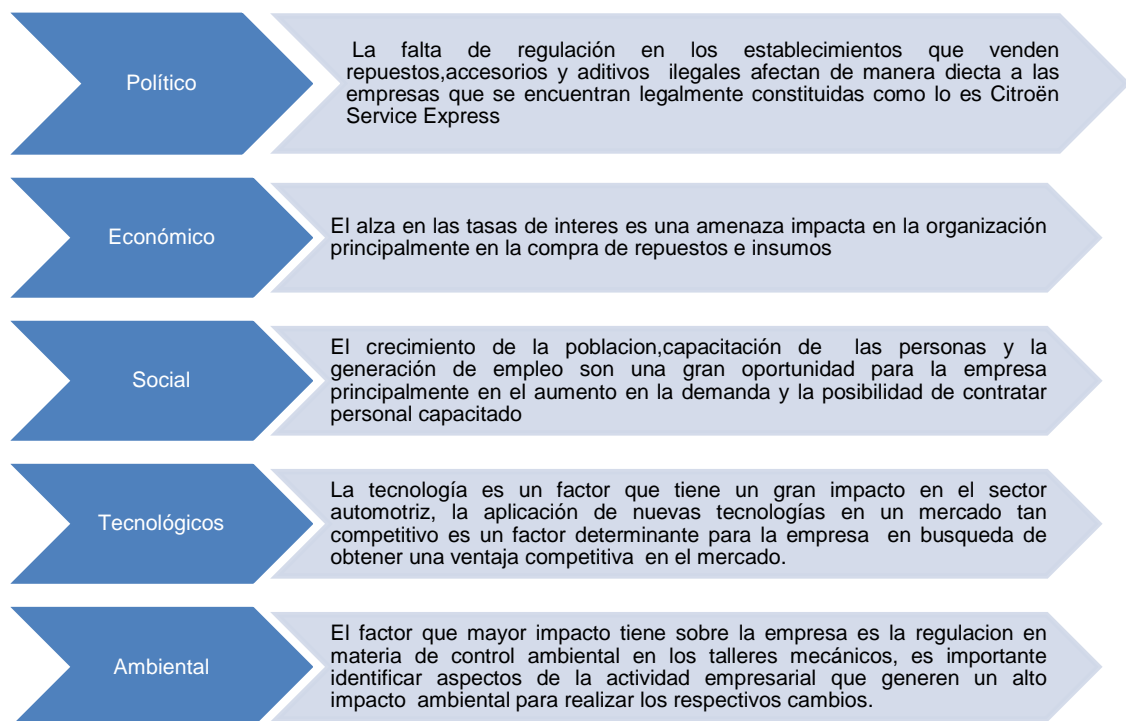 Político
La falta de regulación en los establecimientos que venden
repuestos,accesorios y aditivos ilegales afectan de manera diecta a las
empresas que se encuentran legalmente constituidas como lo es Citroën
Service Express
Económico
El alza en las tasas de interes es una amenaza impacta en la organización
principalmente en la compra de repuestos e insumos
Social
El crecimiento de la poblacion,capacitación de las personas y la
generación de empleo son una gran oportunidad para la empresa
principalmente en el aumento en la demanda y la posibilidad de contratar
personal capacitado
Tecnológicos
La tecnología es un factor que tiene un gran impacto en el sector
automotriz, la aplicación de nuevas tecnologías en un mercado tan
competitivo es un factor determinante para la empresa en busqueda de
obtener una ventaja competitiva en el mercado.
Ambiental
El factor que mayor impacto tiene sobre la empresa es la regulacion en
materia de control ambiental en los talleres mecánicos, es importante
identificar aspectos de la actividad empresarial que generen un alto
impacto ambiental para realizar los respectivos cambios.